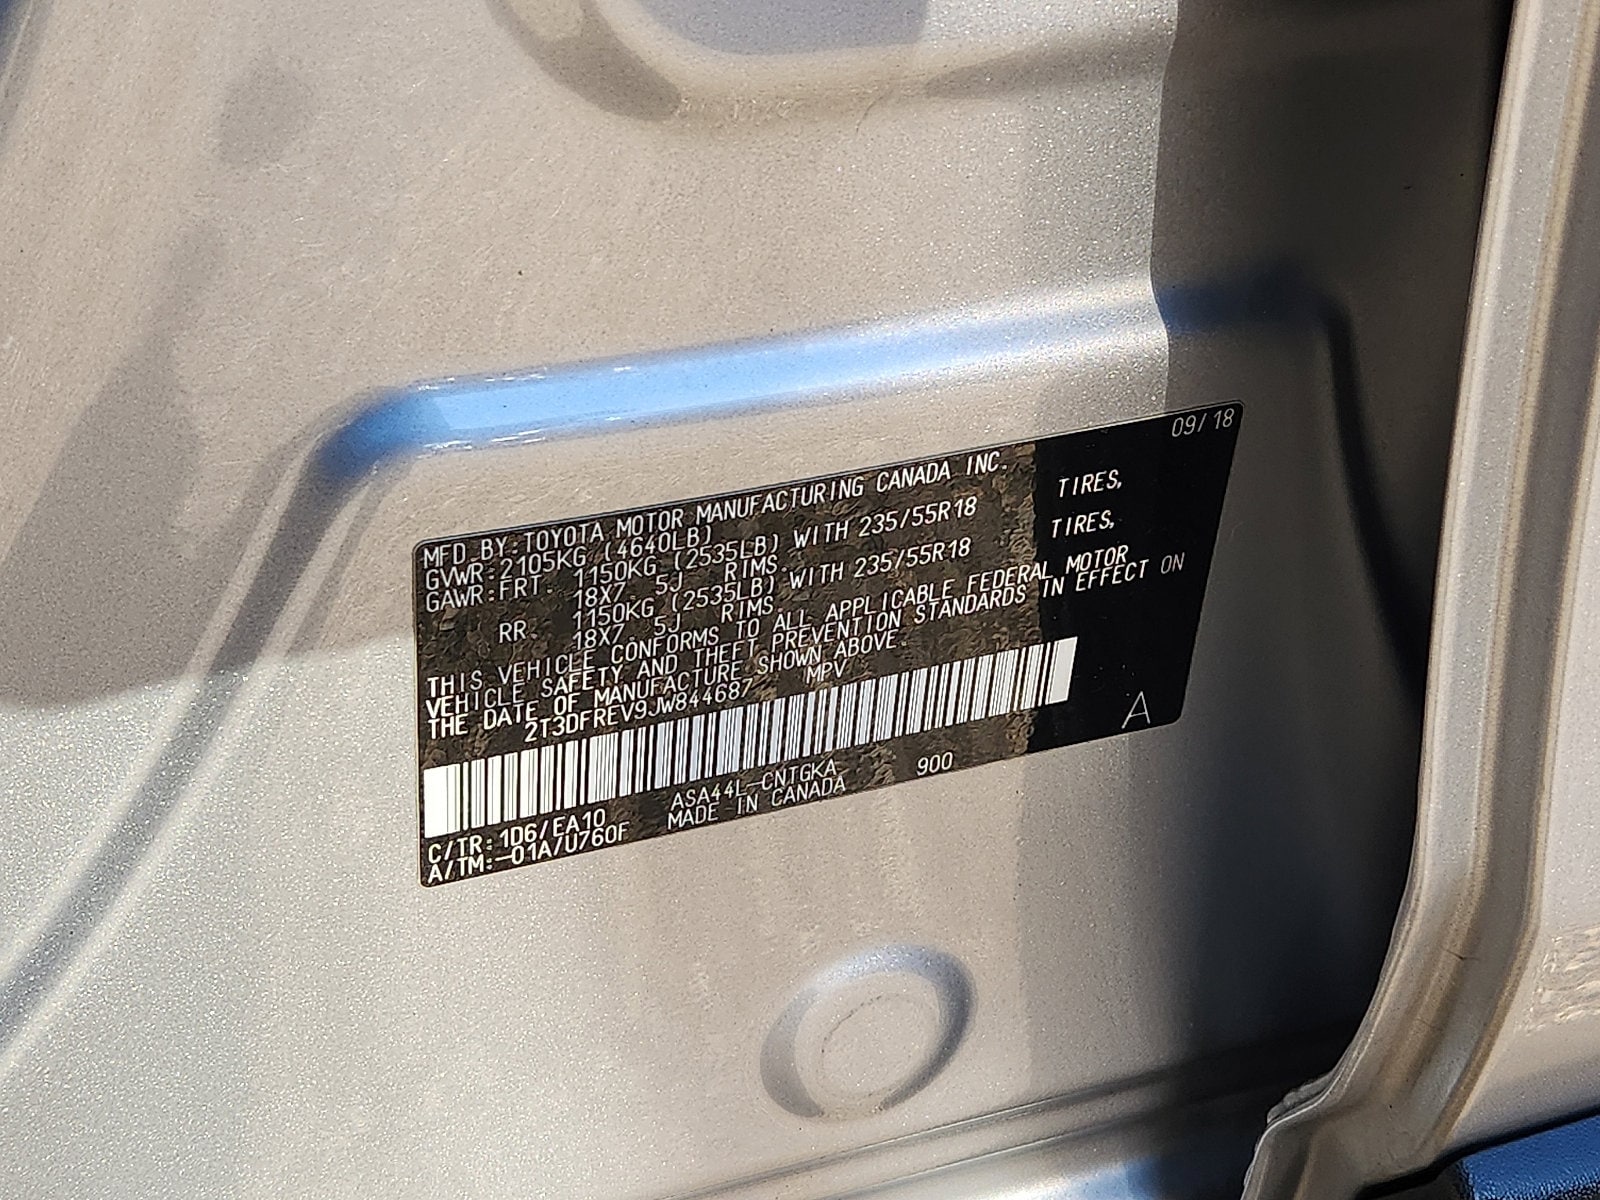 09/18
MFD BY:TOYOTA MOTOR MANUFACTURING CANADA INC.
GVWR:2105KG (4640LB)
GAWR:FRT. 1150KG (2535LB) WITH 235/55R18 TIRES,
18X7. 5J RIMS.
RR. 1150KG (2535LB) WITH 235/55R18 TIRES,
18X7. 5J RIMS.
THIS VEHICLE CONFORMS TO ALL APPLICABLE FEDERAL MOTOR
VEHICLE SAFETY AND THEFT PREVENTION STANDARDS IN EFFECT ON
THE DATE OF MANUFACTURE SHOWN ABOVE.
2T3DFREV9JW844687 MPV
A
C/TR:1D6/EA10 ASA44L-CNTGKA 900
A/TM:-01A/U760F MADE IN CANADA